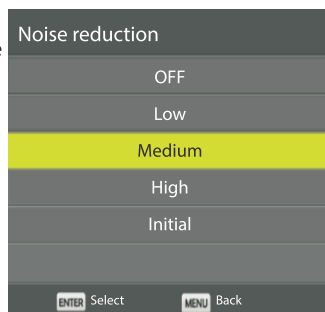 Noise reduction
OFF
Low
Medium
High
Initial
ENTER Select MENU Back